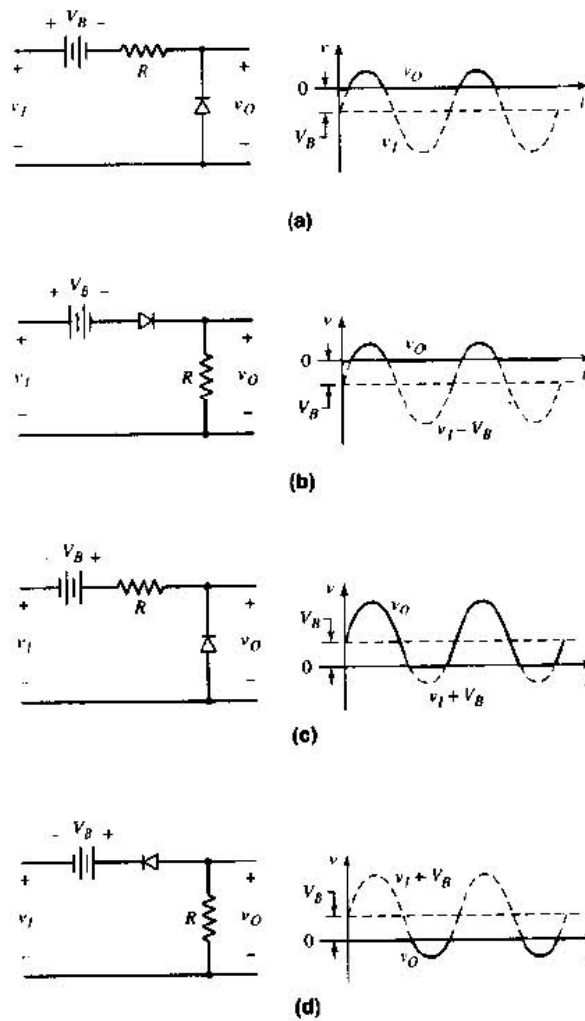 + V_B -
R
+ v_I - + v_O -
v
0 v_O t
V_B v_I
(a)
+ V_B -
+ v_I - R + v_O -
v
0 v_O
V_B v_I - V_B
(b)
V_B +
R
+ v_I - + v_O -
v
V_B v_O
0
v_I + V_B
(c)
- V_B +
+ v_I - R + v_O -
v
V_B v_I + V_B
0
v_O
(d)